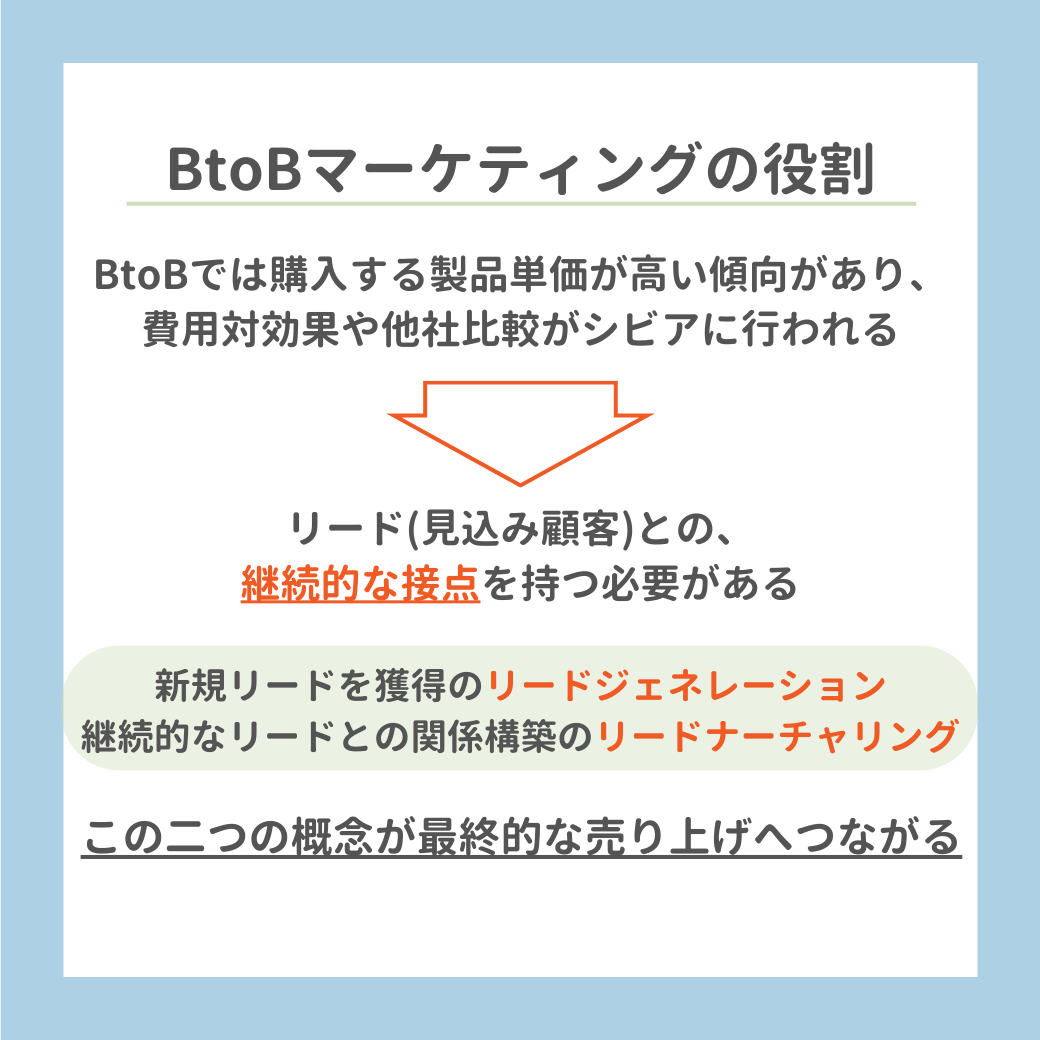 BtoBマーケティングの役割
BtoBでは購入する製品単価が高い傾向があり、
費用対効果や他社比較がシビアに行われる
リード(見込み顧客)との、
継続的な接点を持つ必要がある
新規リードを獲得のリードジェネレーション
継続的なリードとの関係構築のリードナーチャリング
この二つの概念が最終的な売り上げへつながる